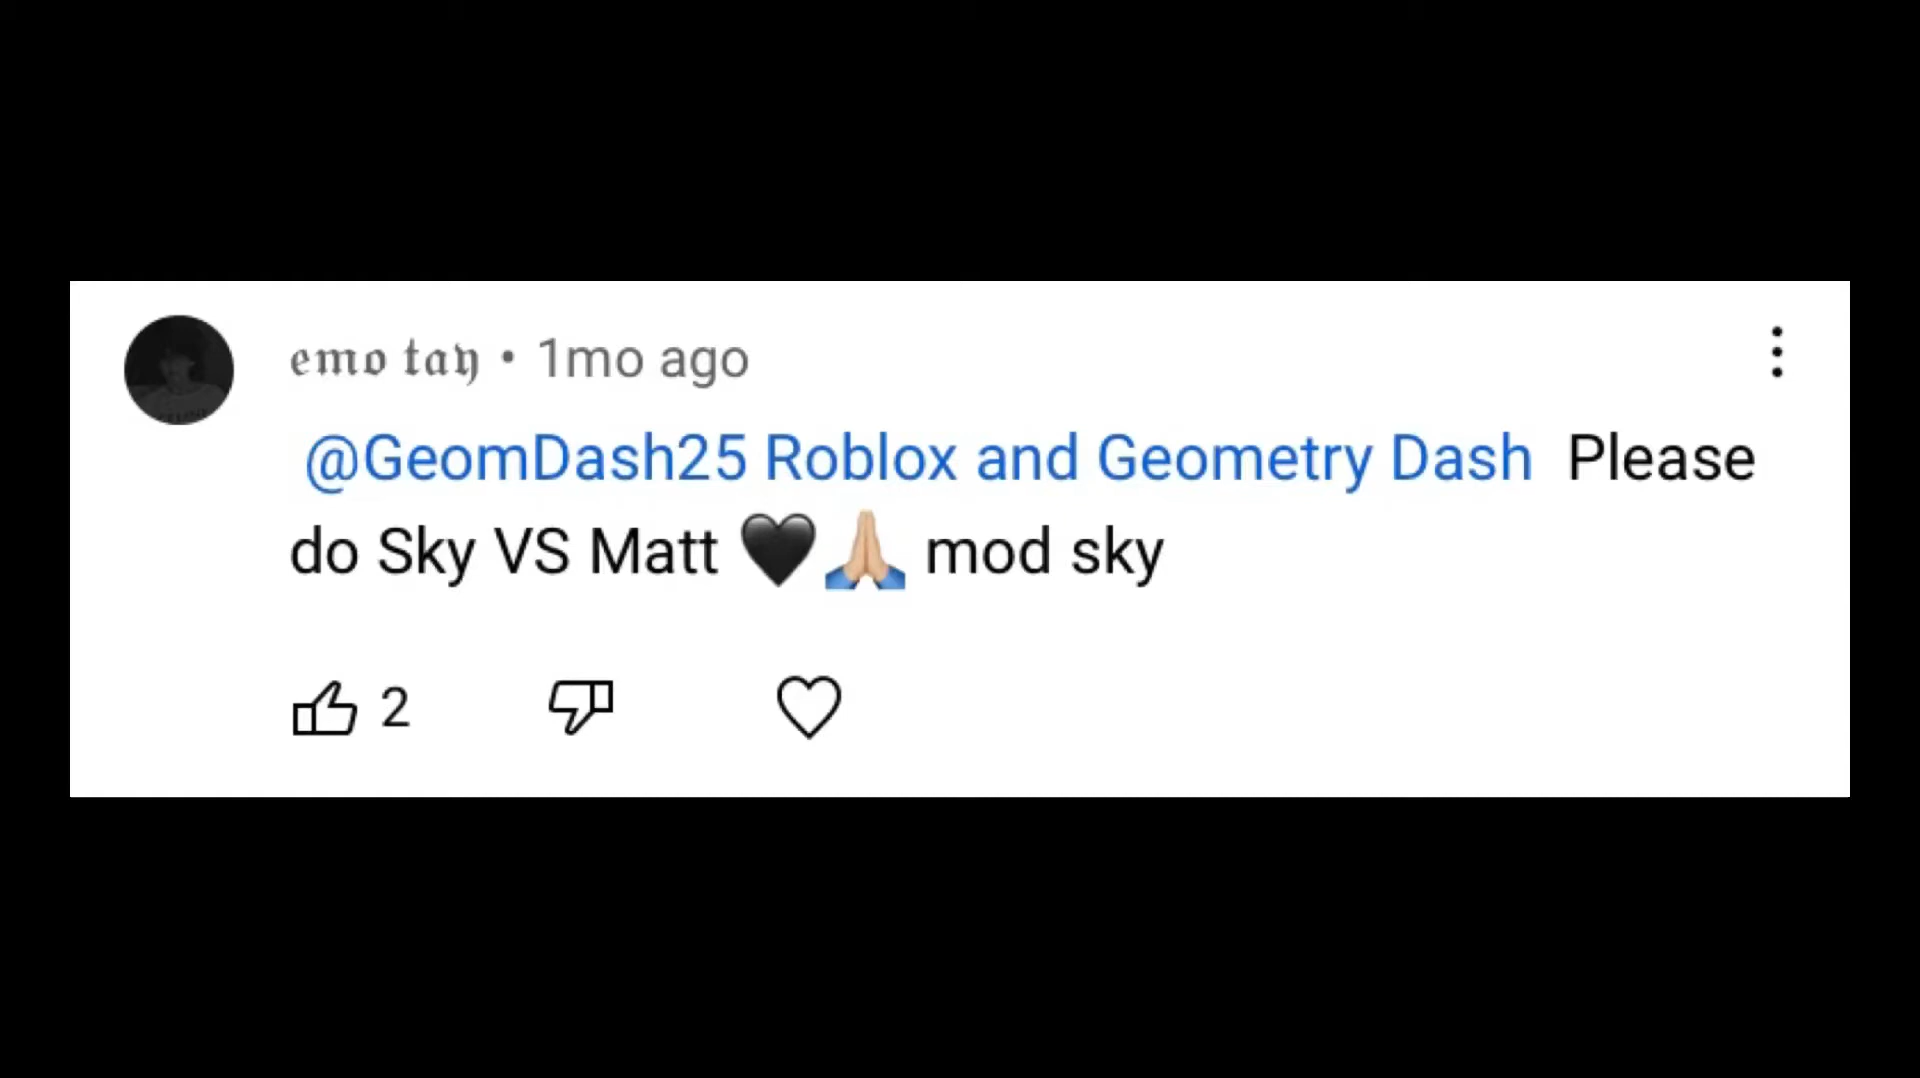 𝔢𝔪𝔬 𝔱𝔞𝔶 • 1mo ago
@GeomDash25 Roblox and Geometry Dash Please
do Sky VS Matt 🖤🙏🏼 mod sky
2